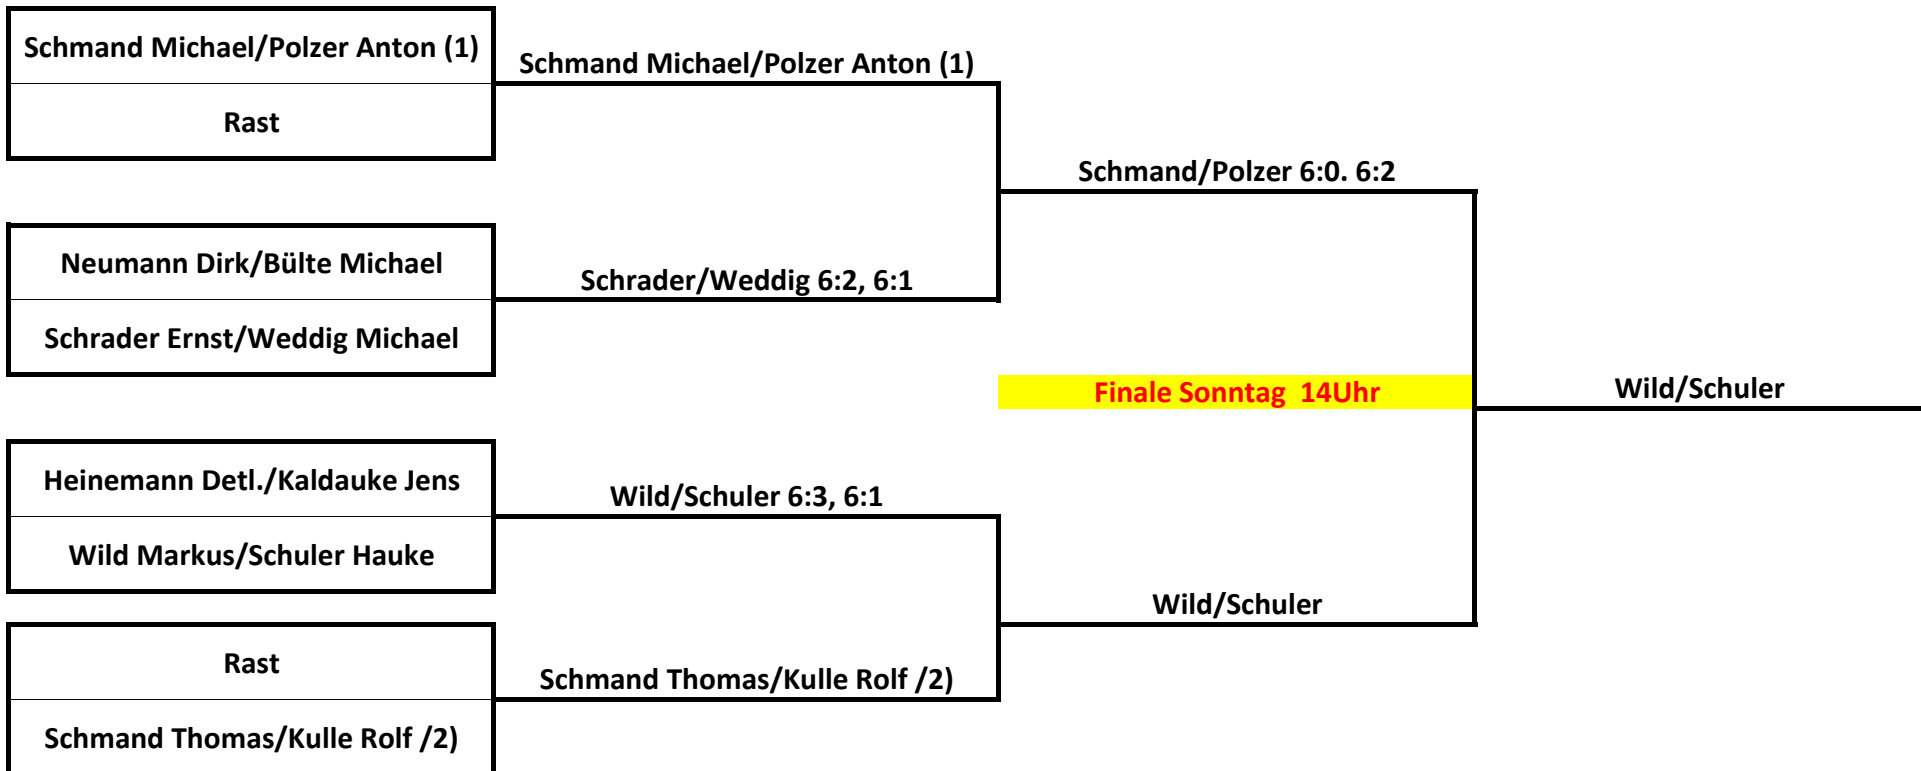 Schmand Michael/Polzer Anton (1)
Rast
Neumann Dirk/Bülte Michael
Schrader Ernst/Weddig Michael
Heinemann Detl./Kaldauke Jens
Wild Markus/Schuler Hauke
Rast
Schmand Thomas/Kulle Rolf /2)
Schmand Michael/Polzer Anton (1)
Schrader/Weddig 6:2, 6:1
Wild/Schuler 6:3, 6:1
Schmand Thomas/Kulle Rolf /2)
Schmand/Polzer 6:0. 6:2
Finale Sonntag  14Uhr
Wild/Schuler
Wild/Schuler